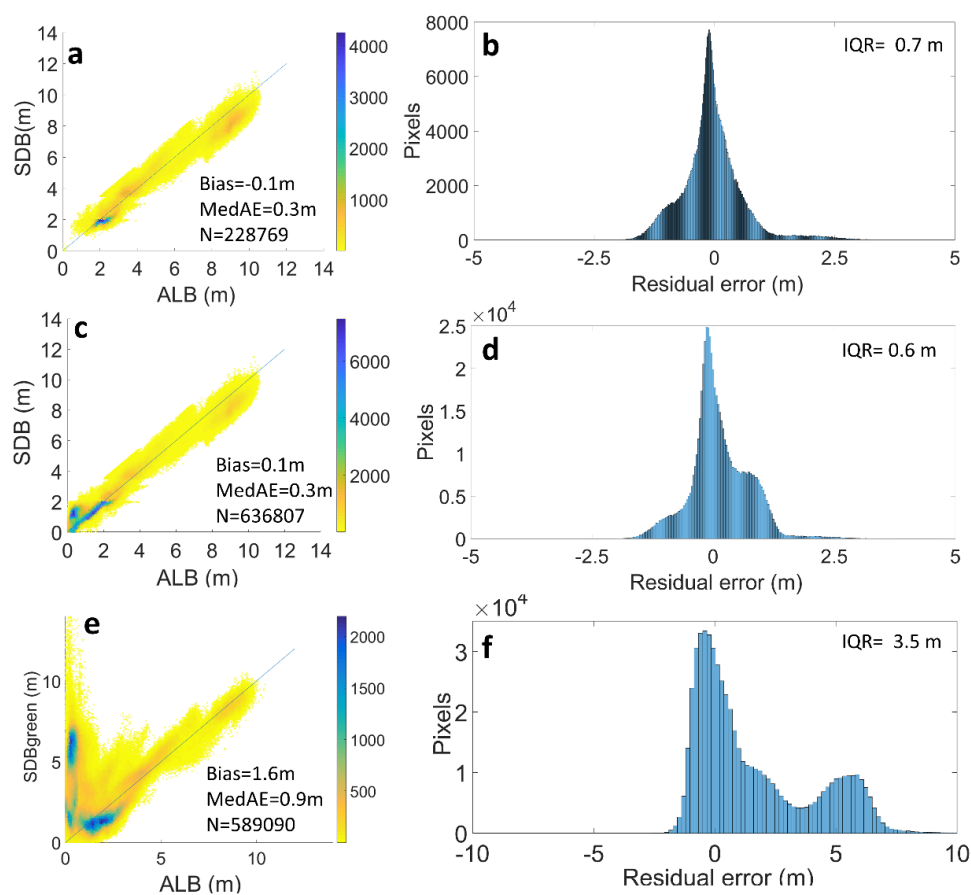 a
14
12
10
8
6
4
2
0
SDB(m)
0 2 4 6 8 10 12 14
ALB (m)
Bias=-0.1m
MedAE=0.3m
N=228769
4000
3000
2000
1000
b
IQR= 0.7 m
8000
6000
4000
2000
0
Pixels
-5 -2.5 0 2.5 5
Residual error (m)
c
14
12
10
8
6
4
2
0
SDB (m)
0 2 4 6 8 10 12 14
ALB (m)
Bias=0.1m
MedAE=0.3m
N=636807
6000
4000
2000
d
×10⁴
IQR= 0.6 m
2.5
2
1.5
1
0.5
0
Pixels
-5 -2.5 0 2.5 5
Residual error (m)
e
10
5
0
SDBgreen (m)
0 5 10
ALB (m)
Bias=1.6m
MedAE=0.9m
N=589090
2000
1500
1000
500
f
×10⁴
IQR= 3.5 m
3
2
1
0
Pixels
-10 -5 0 5 10
Residual error (m)